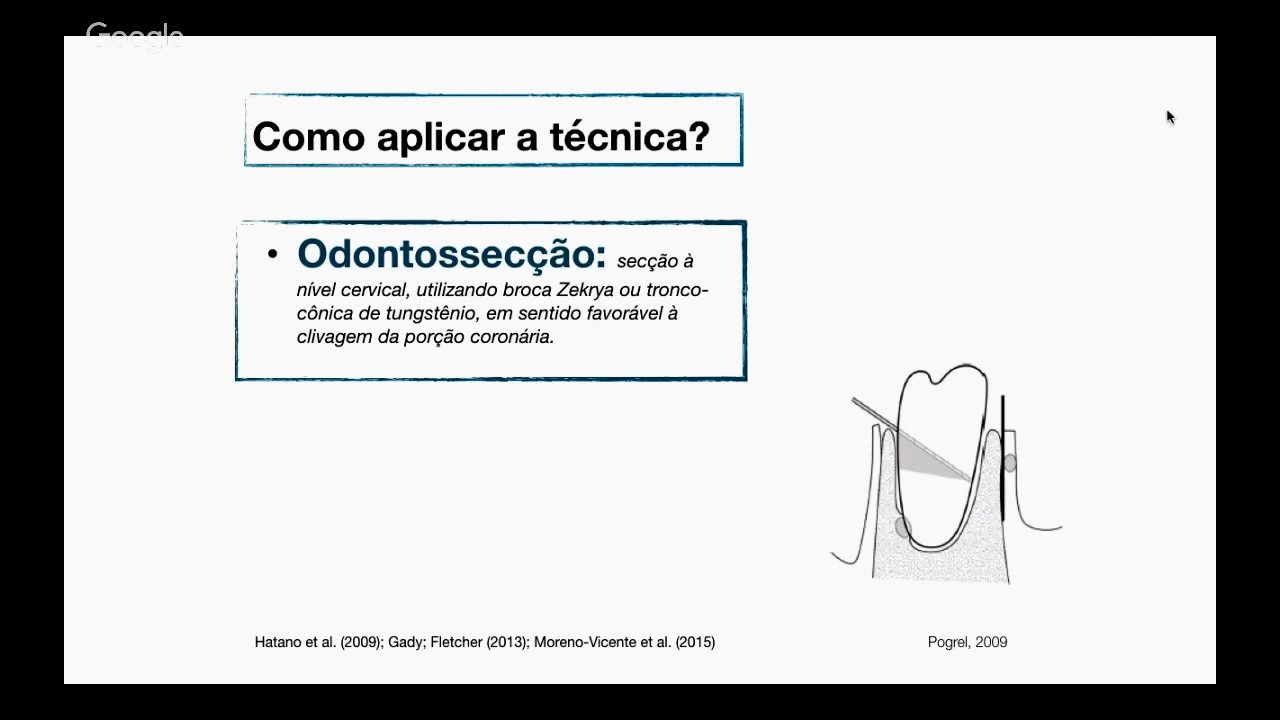 Google
Como aplicar a técnica?
• Odontossecção: secção à
nível cervical, utilizando broca Zekrya ou tronco-
cônica de tungstênio, em sentido favorável à
clivagem da porção coronária.
Hatano et al. (2009); Gady; Fletcher (2013); Moreno-Vicente et al. (2015)
Pogrel, 2009